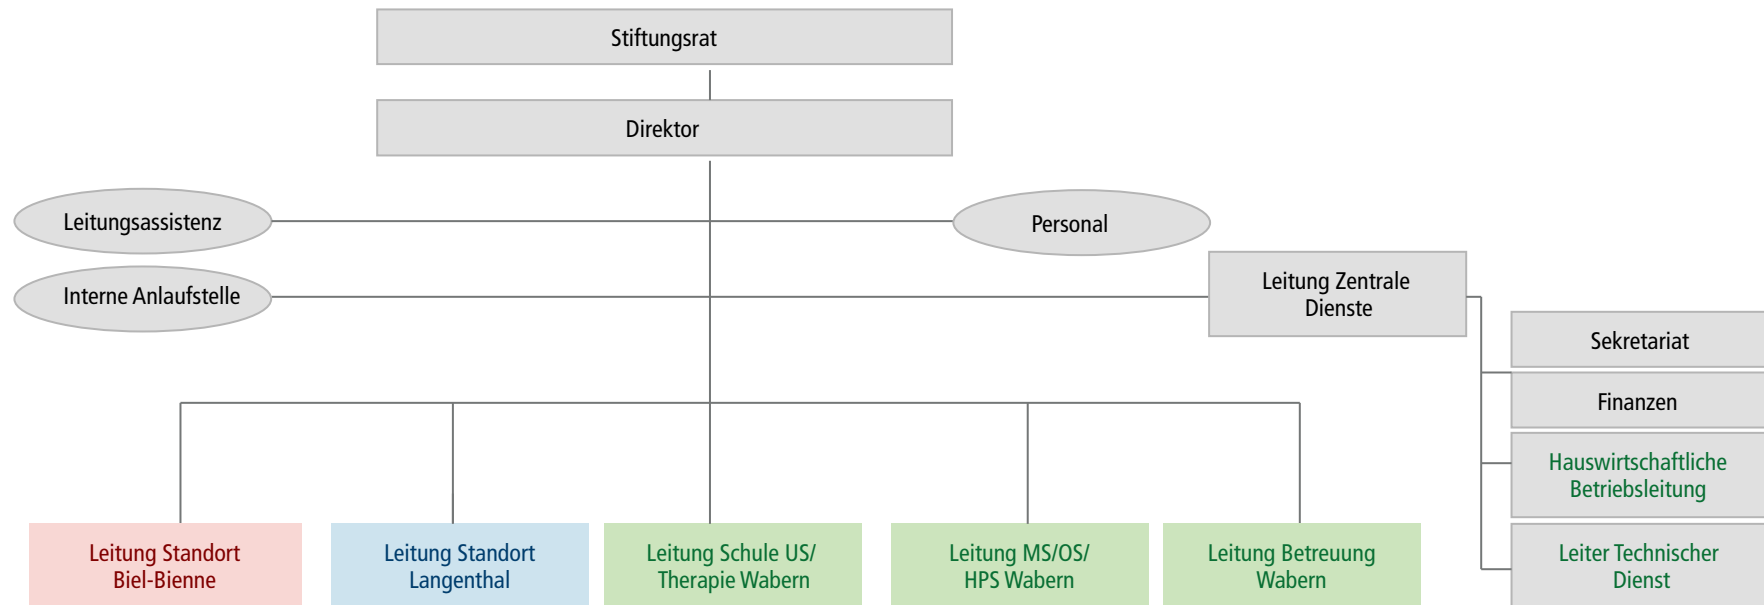 Stiftungsrat
Direktor
Leitungsassistenz
Personal
Interne Anlaufstelle
Leitung Zentrale
Dienste
Sekretariat
Finanzen
Hauswirtschaftliche
Betriebsleitung
Leiter Technischer
Dienst
Leitung Standort
Biel-Bienne
Leitung Standort
Langenthal
Leitung Schule US/
Therapie Wabern
Leitung MS/OS/
HPS Wabern
Leitung Betreuung
Wabern